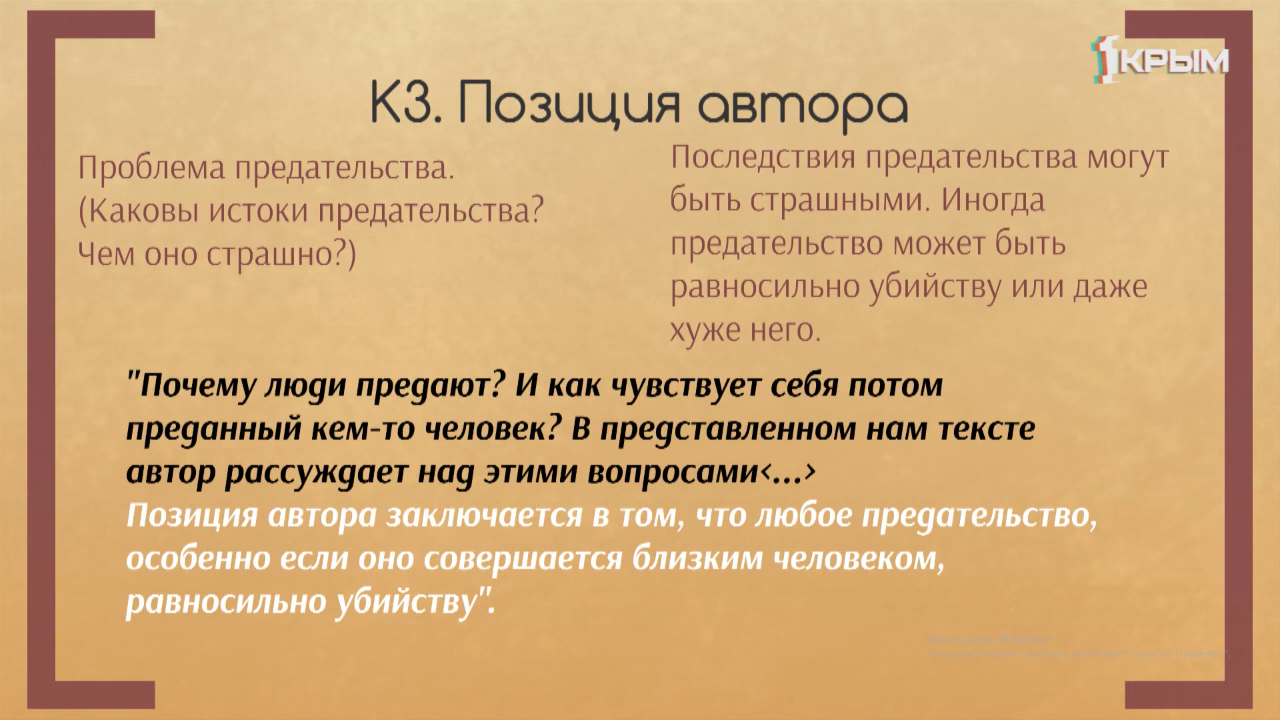 1КРЫМ
К3. Позиция автора
Проблема предательства.
(Каковы истоки предательства?
Чем оно страшно?)
Последствия предательства могут
быть страшными. Иногда
предательство может быть
равносильно убийству или даже
хуже него.
"Почему люди предают? И как чувствует себя потом
преданный кем-то человек? В представленном нам тексте
автор рассуждает над этими вопросами<...>
Позиция автора заключается в том, что любое предательство,
особенно если оно совершается близким человеком,
равносильно убийству".